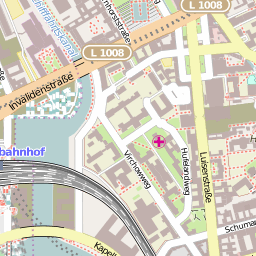 L 1008
L 1008
Invalidenstraße
bahnhof
Virchowweg
Hufelandweg
Luisenstraße
Schuman
Kapell